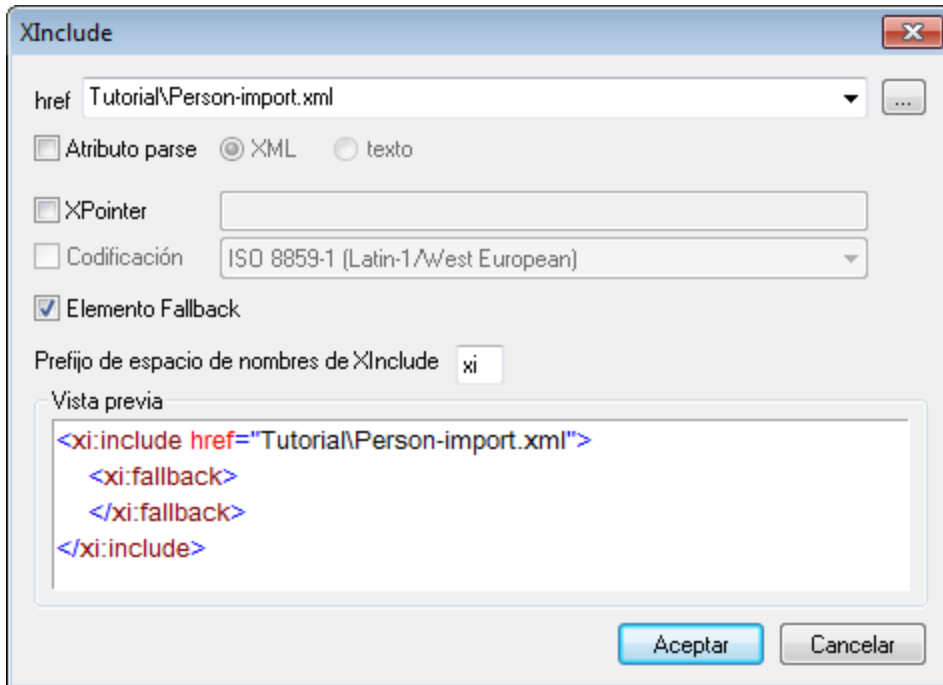 XInclude
href Tutorial\Person-import.xml ...
Atributo parse XML texto
XPointer
Codificación ISO 8859-1 (Latin-1/West European)
Elemento Fallback
Prefijo de espacio de nombres de XInclude xi
Vista previa
<xi:include href="Tutorial\Person-import.xml">
<xi:fallback>
</xi:fallback>
</xi:include>
Aceptar Cancelar